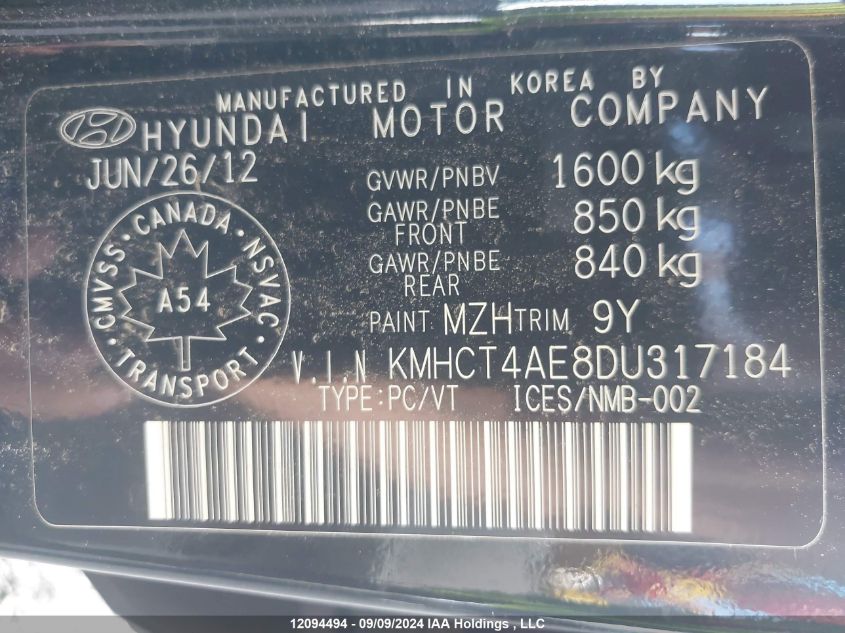 MANUFACTURED IN KOREA BY
HYUNDAI MOTOR COMPANY
JUN/26/12
GVWR/PNBV 1600 kg
GAWR/PNBE FRONT 850 kg
GAWR/PNBE REAR 840 kg
PAINT MZH TRIM 9Y
CMVSS · CANADA · NSVAC · TRANSPORT ·
A54
V.I.N KMHCT4AE8DU317184
TYPE:PC/VT ICES/NMB-002
12094494 - 09/09/2024 IAA Holdings, LLC